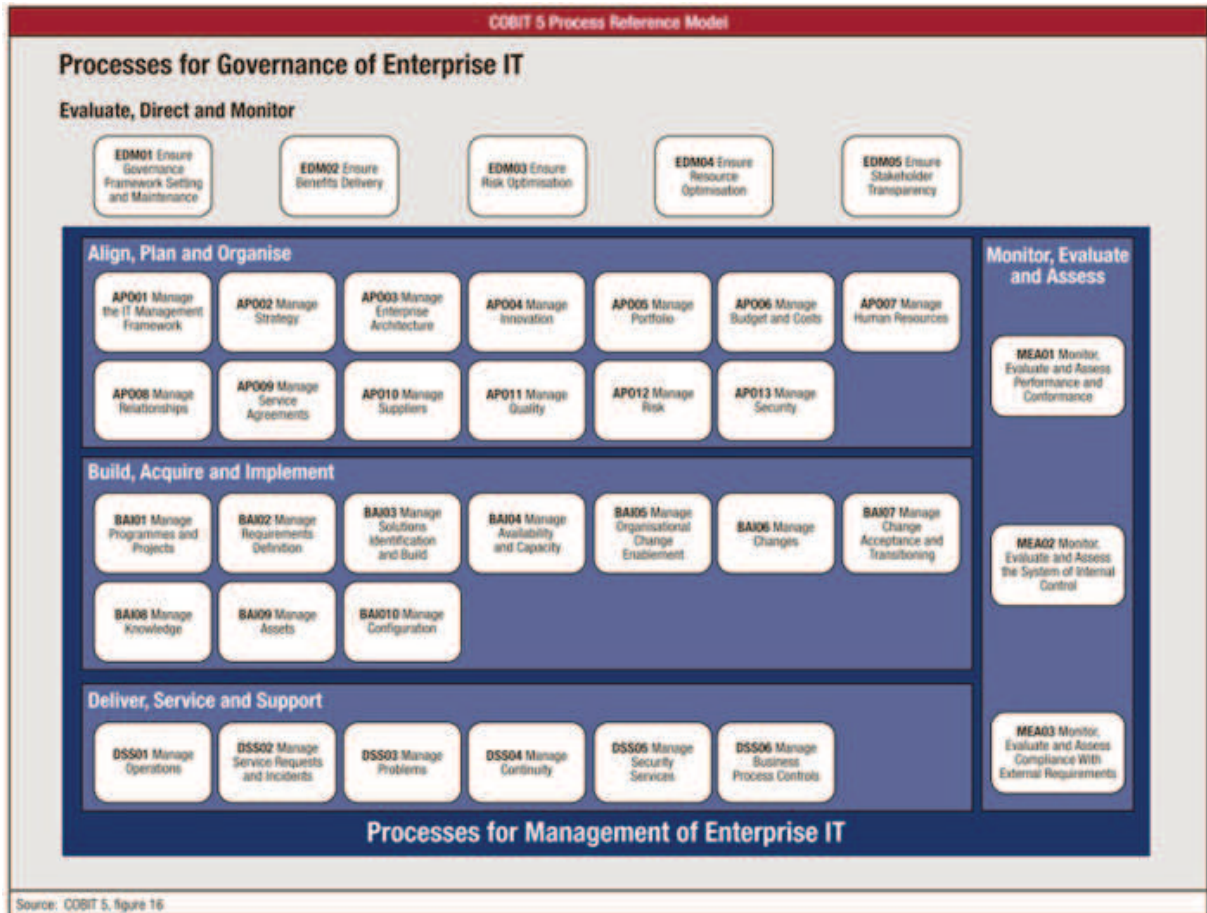 COBIT 5 Process Reference Model
Processes for Governance of Enterprise IT
Evaluate, Direct and Monitor
EDM01 Ensure
Governance
Framework Setting
and Maintenance
EDM02 Ensure
Benefits Delivery
EDM03 Ensure
Risk Optimisation
EDM04 Ensure
Resource
Optimisation
EDM05 Ensure
Stakeholder
Transparency
Align, Plan and Organise
APO01 Manage
the IT Management
Framework
APO02 Manage
Strategy
APO03 Manage
Enterprise
Architecture
APO04 Manage
Innovation
APO05 Manage
Portfolio
APO06 Manage
Budget and Costs
APO07 Manage
Human Resources
APO08 Manage
Relationships
APO09 Manage
Service
Agreements
APO10 Manage
Suppliers
APO11 Manage
Quality
APO12 Manage
Risk
APO13 Manage
Security
Build, Acquire and Implement
BAI01 Manage
Programmes and
Projects
BAI02 Manage
Requirements
Definition
BAI03 Manage
Solutions
Identification
and Build
BAI04 Manage
Availability
and Capacity
BAI05 Manage
Organisational
Change
Enablement
BAI06 Manage
Changes
BAI07 Manage
Change
Acceptance and
Transitioning
BAI08 Manage
Knowledge
BAI09 Manage
Assets
BAI010 Manage
Configuration
Deliver, Service and Support
DSS01 Manage
Operations
DSS02 Manage
Service Requests
and Incidents
DSS03 Manage
Problems
DSS04 Manage
Continuity
DSS05 Manage
Security
Services
DSS06 Manage
Business
Process Controls
Monitor, Evaluate
and Assess
MEA01 Monitor,
Evaluate and Assess
Performance and
Conformance
MEA02 Monitor,
Evaluate and Assess
the System of Internal
Control
MEA03 Monitor,
Evaluate and Assess
Compliance With
External Requirements
Processes for Management of Enterprise IT
Source: COBIT 5, figure 16